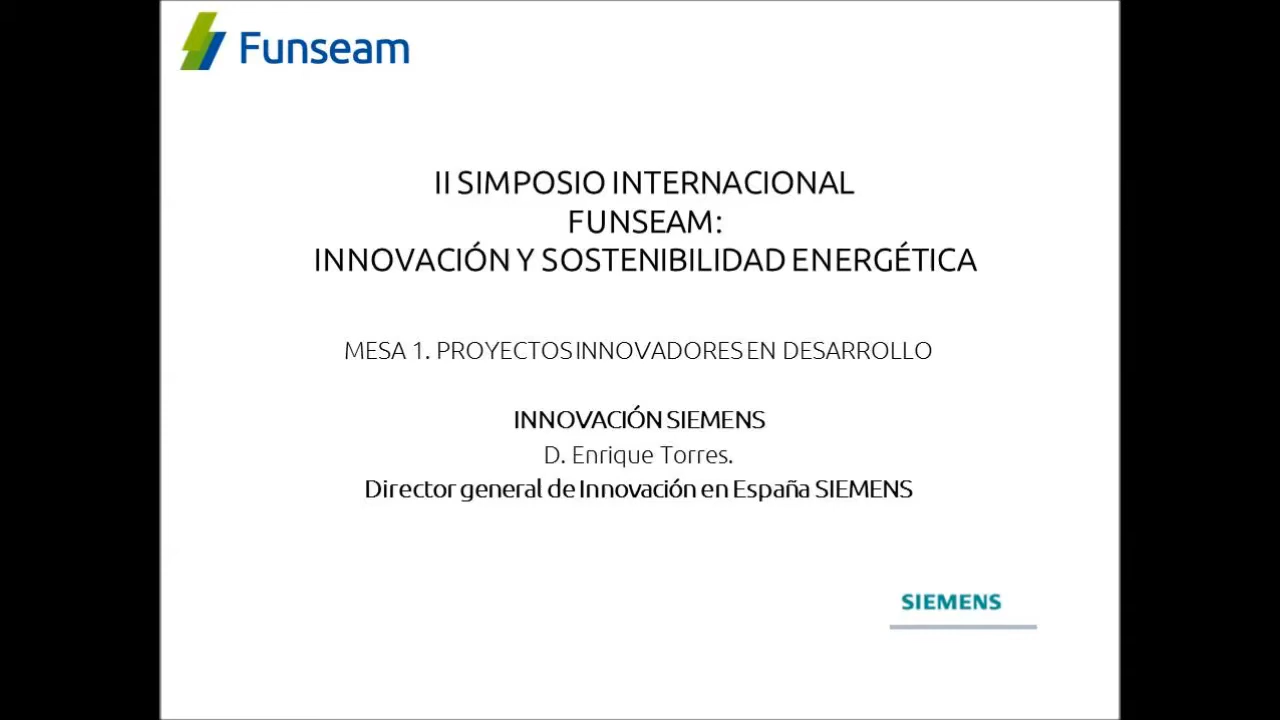 Funseam
II SIMPOSIO INTERNACIONAL
FUNSEAM:
INNOVACIÓN Y SOSTENIBILIDAD ENERGÉTICA
MESA 1. PROYECTOS INNOVADORES EN DESARROLLO
INNOVACIÓN SIEMENS
D. Enrique Torres.
Director general de Innovación en España SIEMENS
SIEMENS